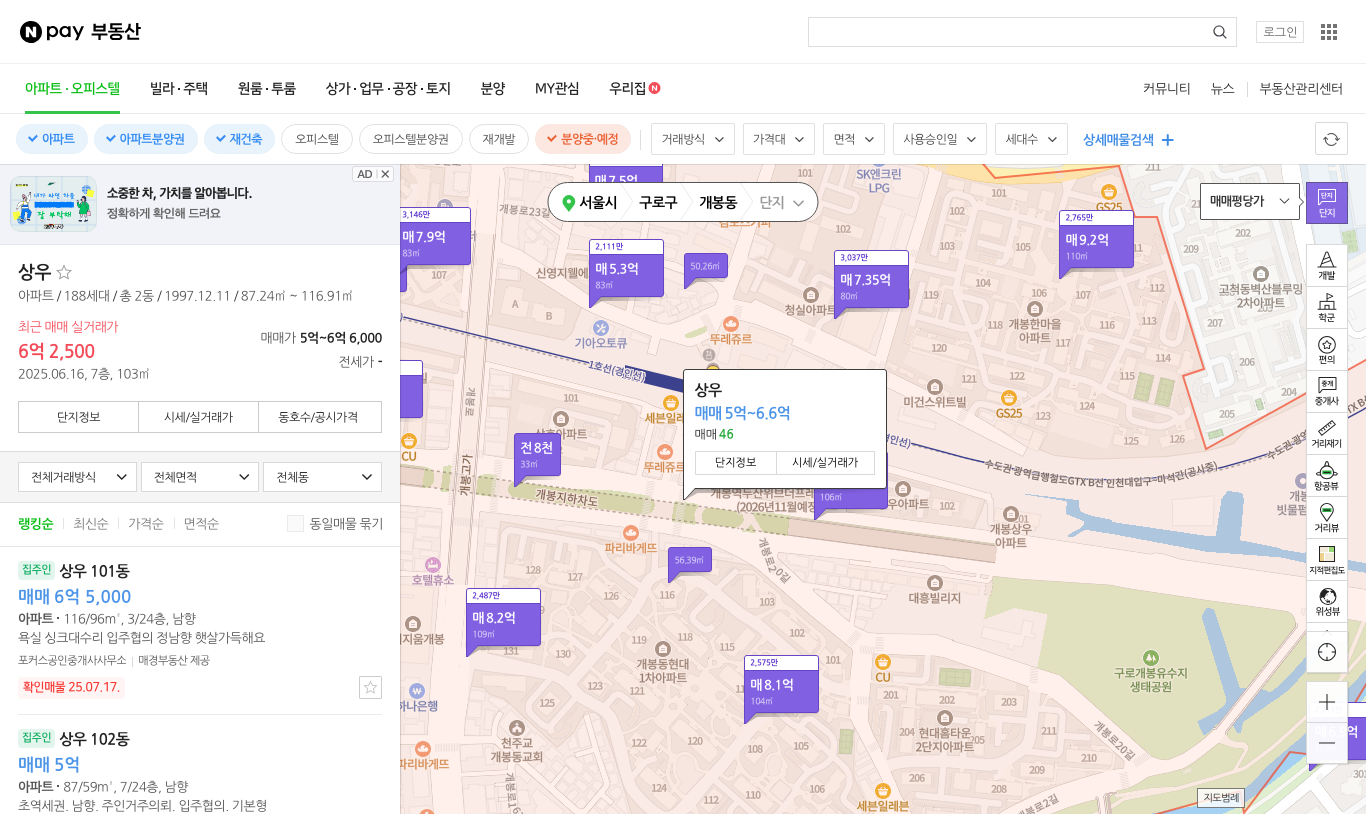 N pay 부동산
로그인
아파트·오피스텔 빌라·주택 원룸·투룸 상가·업무·공장·토지 분양 MY관심 우리집 N
커뮤니티 뉴스 부동산관리센터
아파트 아파트분양권 재건축 오피스텔 오피스텔분양권 재개발 분양중·예정 거래방식 가격대 면적 사용승인일 세대수 상세매물검색
AD
소중한 차, 가치를 알아봅니다.
정확하게 확인해 드려요
상우
아파트 / 188세대 / 총 2동 / 1997.12.11 / 87.24㎡ ~ 116.91㎡
최근 매매 실거래가
6억 2,500
2025.06.16, 7층, 103㎡
매매가 5억~6억 6,000
전세가 -
단지정보 시세/실거래가 동호수/공시가격
전체거래방식 전체면적 전체동
랭킹순 최신순 가격순 면적순 동일매물 묶기
집주인 상우 101동
매매 6억 5,000
아파트 · 116/96m², 3/24층, 남향
욕실 싱크대수리 입주협의 정남향 햇살가득해요
포커스공인중개사사무소 매경부동산 제공
확인매물 25.07.17.
집주인 상우 102동
매매 5억
아파트 · 87/59m², 7/24층, 남향
초역세권. 남향. 주인거주의뢰. 입주협의. 기본형
서울시 구로구 개봉동 단지
매매평당가
단지
개발
학군
편의
중개
중개사
거리재기
항공뷰
거리뷰
지적편집도
위성뷰
지도범례
매7.5억
SK엔크린
LPG
GS25
개봉로23길
3,146만
매7.9억
83㎡
107
2,111만
매5.3억
83㎡
50,26㎡
3,037만
매7.35억
80㎡
2,765만
매9.2억
110㎡
신영지웰에
A
B
청실아파트
기아오토큐
뚜레쥬르
개봉한마을
아파트
고척동벽산블루밍
2차아파트
1호선(경인선)
미건스위트빌
GS25
세븐일레
CU
상호아파트
전8천
33㎡
뚜레쥬
개봉고가
개봉지하차도
상우
매매 5억~6.6억
매매 46
단지정보 시세/실거래가
106㎡
(2026년11월예정
우아파트
개봉상우
아파트
수도권·광역급행철도GTX B선 인천대입구~마석간(공사중)
파리바게뜨
56,39㎡
호텔휴소
개봉로20길
대흥빌리지
2,487만
매8.2억
109㎡
지움개봉
개봉동현대
1차아파트
2,575만
매8.1억
104㎡
CU
구로개봉유수지
생태공원
하나은행
천주교
개봉동교회
현대홈타운
2단지아파트
개봉로20길
파리바게뜨
세븐일레븐